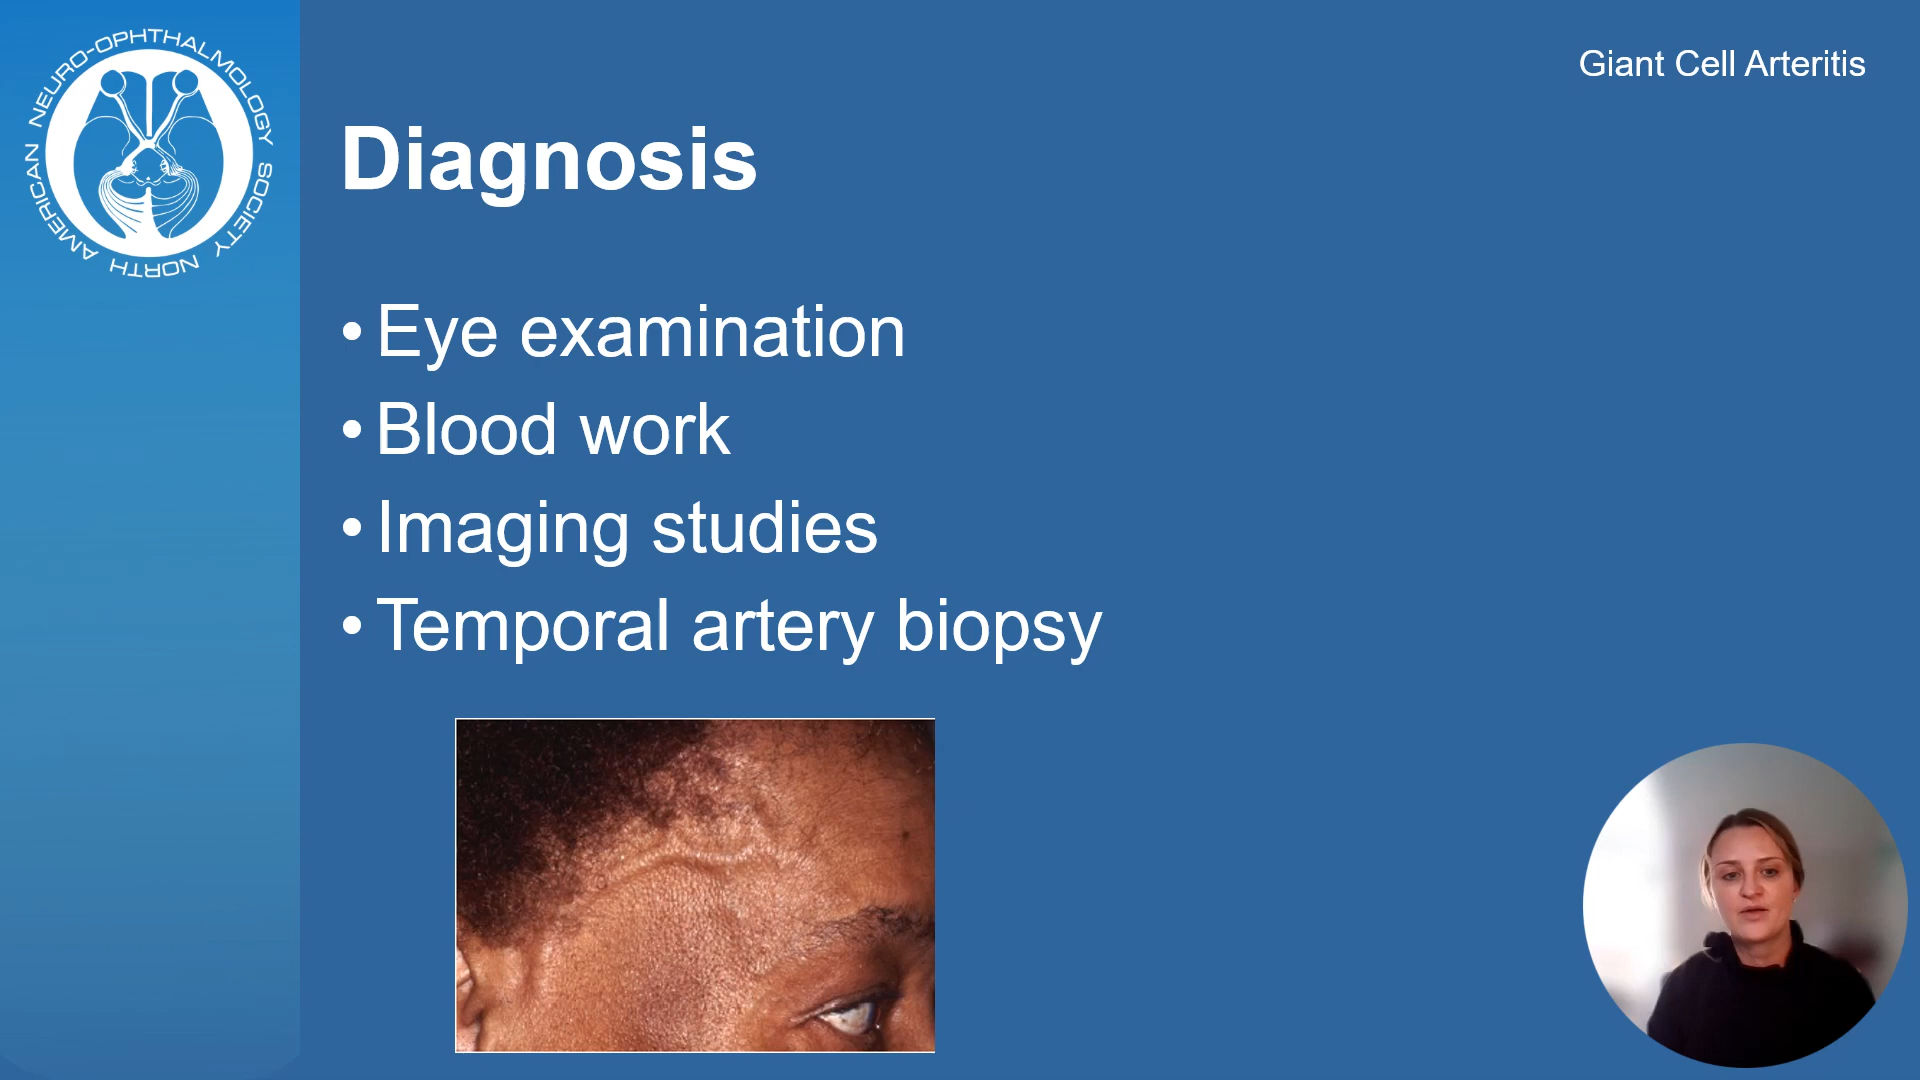 NORTH AMERICAN NEURO-OPHTHALMOLOGY SOCIETY
Giant Cell Arteritis
Diagnosis
• Eye examination
• Blood work
• Imaging studies
• Temporal artery biopsy